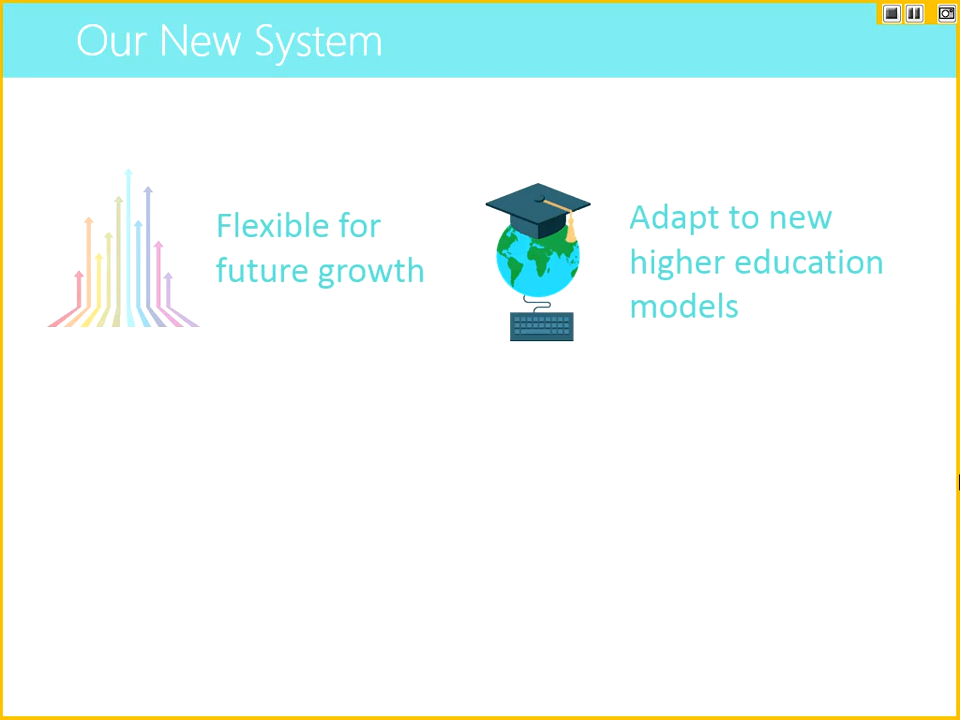 Our New System
Flexible for
future growth
Adapt to new
higher education
models